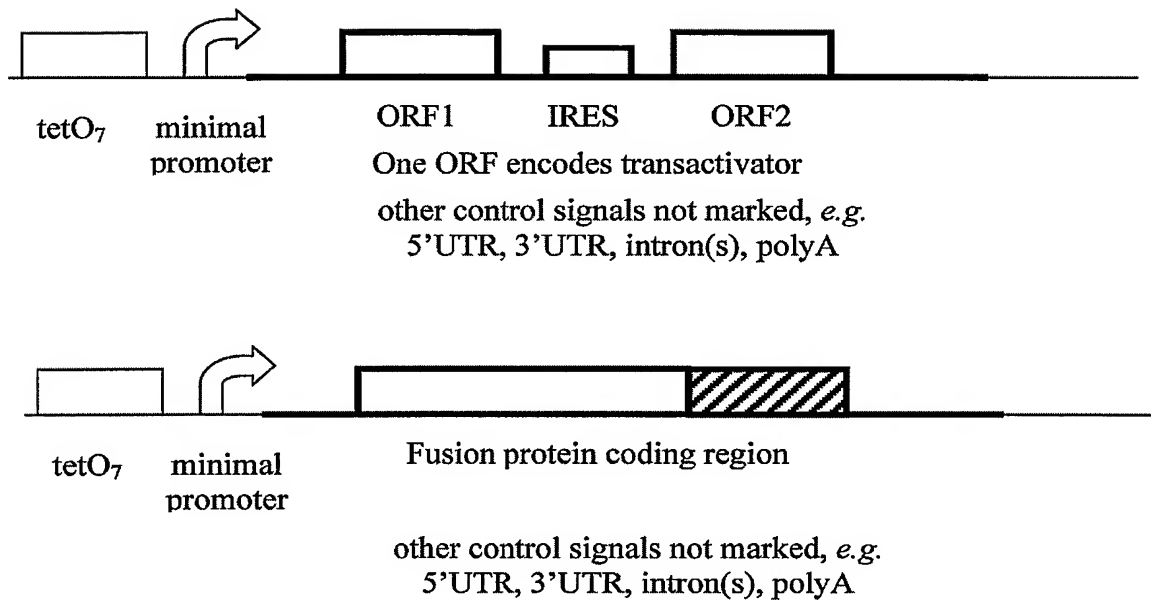 tetO₇ minimal promoter ORF1 IRES ORF2
One ORF encodes transactivator
other control signals not marked, e.g.
5'UTR, 3'UTR, intron(s), polyA
tetO₇ minimal promoter Fusion protein coding region
other control signals not marked, e.g.
5'UTR, 3'UTR, intron(s), polyA